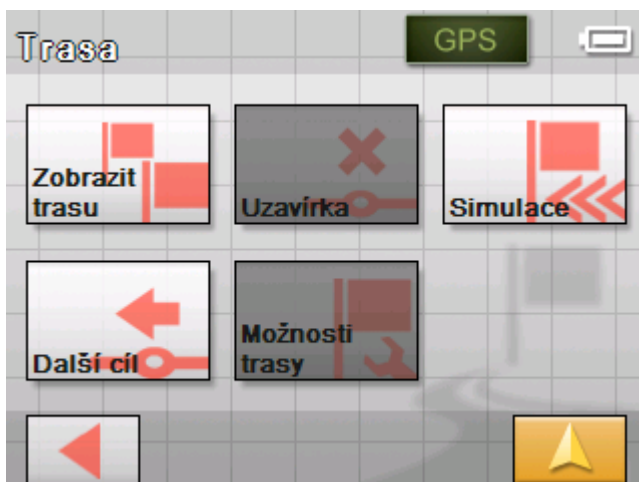 Trasa
GPS
Zobrazit
trasu
Uzavírka
Simulace
Další cíl
Možnosti
trasy